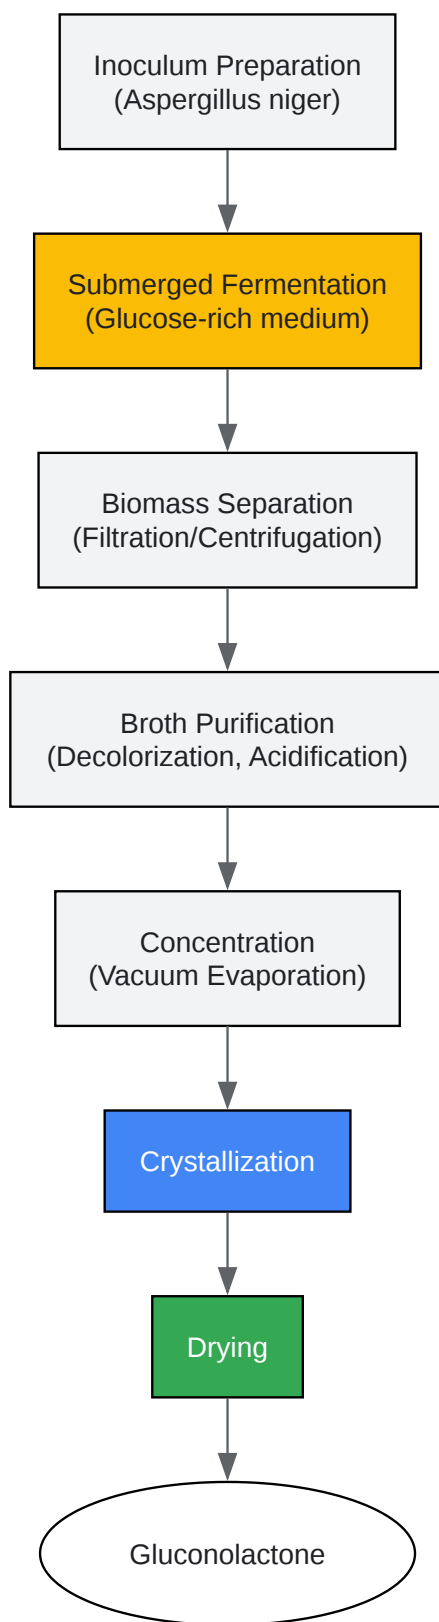 Inoculum Preparation
(Aspergillus niger)
Submerged Fermentation
(Glucose-rich medium)
Biomass Separation
(Filtration/Centrifugation)
Broth Purification
(Decolorization, Acidification)
Concentration
(Vacuum Evaporation)
Crystallization
Drying
Gluconolactone